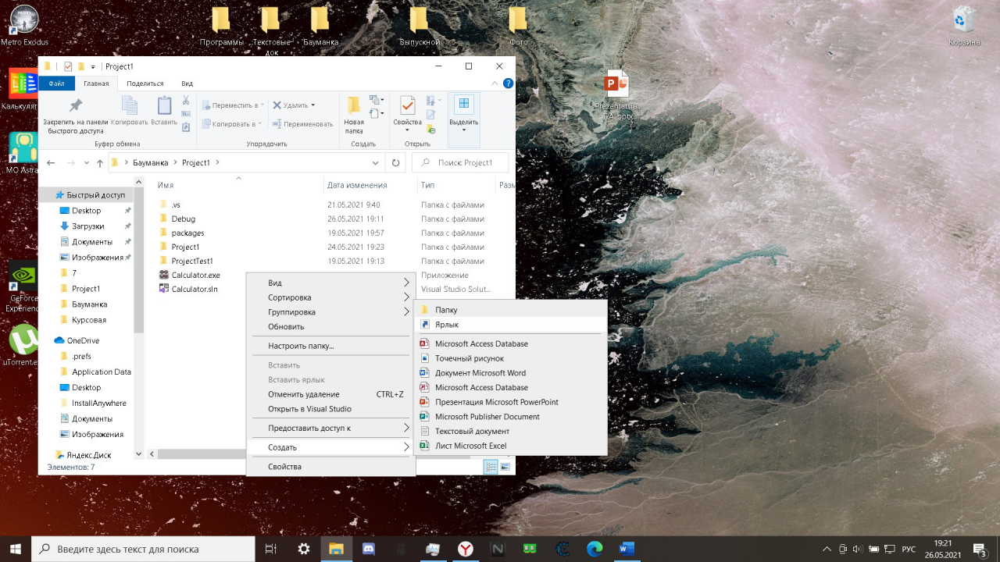 Metro Exodus
Программы
Текстовые
док
Бауманка
Выпускной
Фото
Корзина
Project1
Файл
Главная
Поделиться
Вид
Закрепить на панели
быстрого доступа
Копировать
Вставить
Буфер обмена
Переместить в
Копировать в
Удалить
Переименовать
Упорядочить
Новая
папка
Создать
Свойства
Открыть
Выделить
Бауманка
Project1
Поиск: Project1
Быстрый доступ
Desktop
Загрузки
Документы
Изображения
7
Project1
Бауманка
Курсовая
OneDrive
.prefs
Application Data
Desktop
InstallAnywhere
Документы
Изображения
Яндекс.Диск
Имя
Дата изменения
Тип
Разм
.vs 21.05.2021 9:40 Папка с файлами
Debug 26.05.2021 19:11 Папка с файлами
packages 19.05.2021 19:57 Папка с файлами
Project1 24.05.2021 19:23 Папка с файлами
ProjectTest1 19.05.2021 19:13 Папка с файлами
Calculator.exe Приложение
Calculator.sln Visual Studio Solut...
Элементов: 7
Вид
Сортировка
Группировка
Обновить
Настроить папку...
Вставить
Вставить ярлык
Отменить удаление CTRL+Z
Открыть в Visual Studio
Предоставить доступ к
Создать
Свойства
Папку
Ярлык
Microsoft Access Database
Точечный рисунок
Документ Microsoft Word
Microsoft Access Database
Презентация Microsoft PowerPoint
Microsoft Publisher Document
Текстовый документ
Лист Microsoft Excel
Калькулят
MO Astra
GeForce
Experience
uTorrent.ex
Введите здесь текст для поиска
РУС
19:21
26.05.2021
3